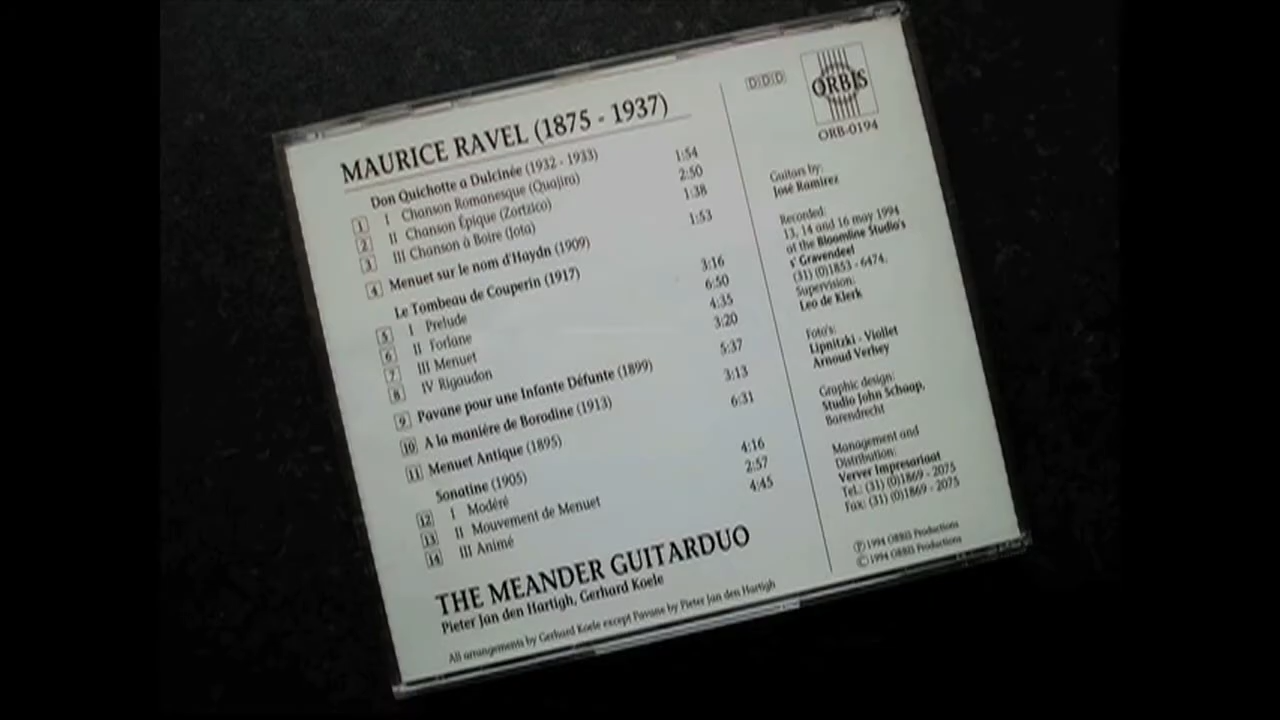 MAURICE RAVEL (1875 - 1937)
Don Quichotte a Dulcinée (1932 - 1933)
1 I Chanson Romanesque (Quajira) 1:54
2 II Chanson Épique (Zortzico) 2:50
3 III Chanson à Boire (Jota) 1:38
4 Menuet sur le nom d'Haydn (1909) 1:53
Le Tombeau de Couperin (1917)
5 I Prelude 3:16
6 II Forlane 6:50
7 III Menuet 4:35
8 IV Rigaudon 3:20
9 Pavane pour une Infante Défunte (1899) 5:37
10 A la maniére de Borodine (1913) 3:13
11 Menuet Antique (1895) 6:31
Sonatine (1905)
12 I Modéré 4:16
13 II Mouvement de Menuet 2:57
14 III Animé 4:45
THE MEANDER GUITARDUO
Pieter Jan den Hartigh, Gerhard Koele
All arrangements by Gerhard Koele except Pavane by Pieter Jan den Hartigh
DDD
ORBIS
ORB-0194
Guitars by:
José Ramirez
Recorded:
13, 14 and 16 may 1994
at the Bloomline Studio's
s' Gravendeel
(31) (0)1853 - 6474.
Supervision:
Leo de Klerk
Foto's:
Lipnitzki - Viollet
Arnoud Verhey
Graphic design:
Studio John Schoop,
Barendrecht
Management and
Distribution:
Verver Impresariaat
Tel.: (31) (0)1869 - 2075
Fax: (31) (0)1869 - 2075
Ⓟ 1994 ORBIS Productions
© 1994 ORBIS Productions